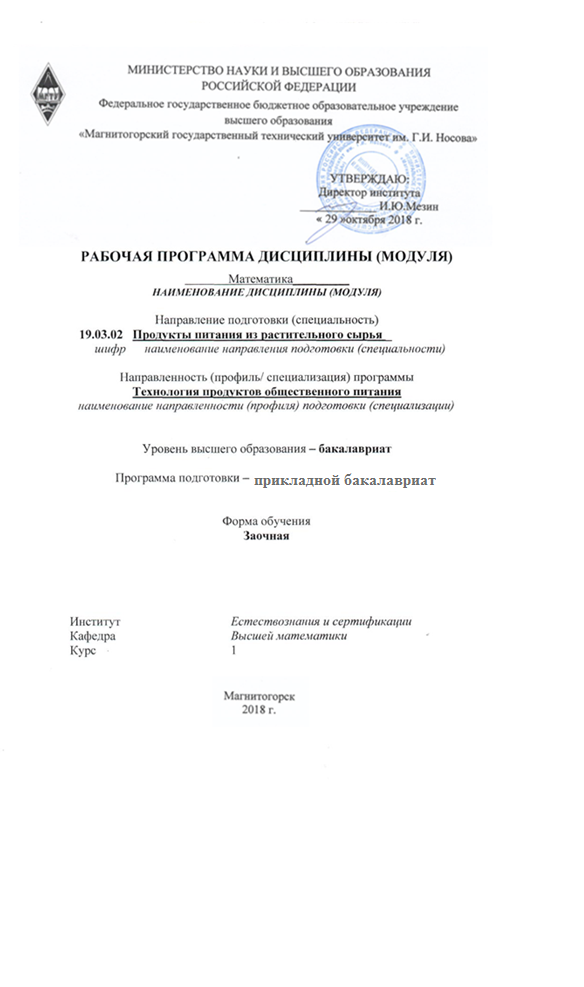 МИНИСТЕРСТВО НАУКИ И ВЫСШЕГО ОБРАЗОВАНИЯ
РОССИЙСКОЙ ФЕДЕРАЦИИ
Федеральное государственное бюджетное образовательное учреждение
высшего образования
«Магнитогорский государственный технический университет им. Г.И. Носова»
УТВЕРЖДАЮ:
Директор института
____________ И.Ю.Мезин
« 29 »октября 2018 г.
РАБОЧАЯ ПРОГРАММА ДИСЦИПЛИНЫ (МОДУЛЯ)
_______Математика_________
НАИМЕНОВАНИЕ ДИСЦИПЛИНЫ (МОДУЛЯ)
Направление подготовки (специальность)
19.03.02 Продукты питания из растительного сырья_
шифр наименование направления подготовки (специальности)
Направленность (профиль/ специализация) программы
Технология продуктов общественного питания
наименование направленности (профиля) подготовки (специализации)
Уровень высшего образования – бакалавриат
Программа подготовки – прикладной бакалавриат
Форма обучения
Заочная
Институт Естествознания и сертификации
Кафедра Высшей математики
Курс 1
Магнитогорск
2018 г.